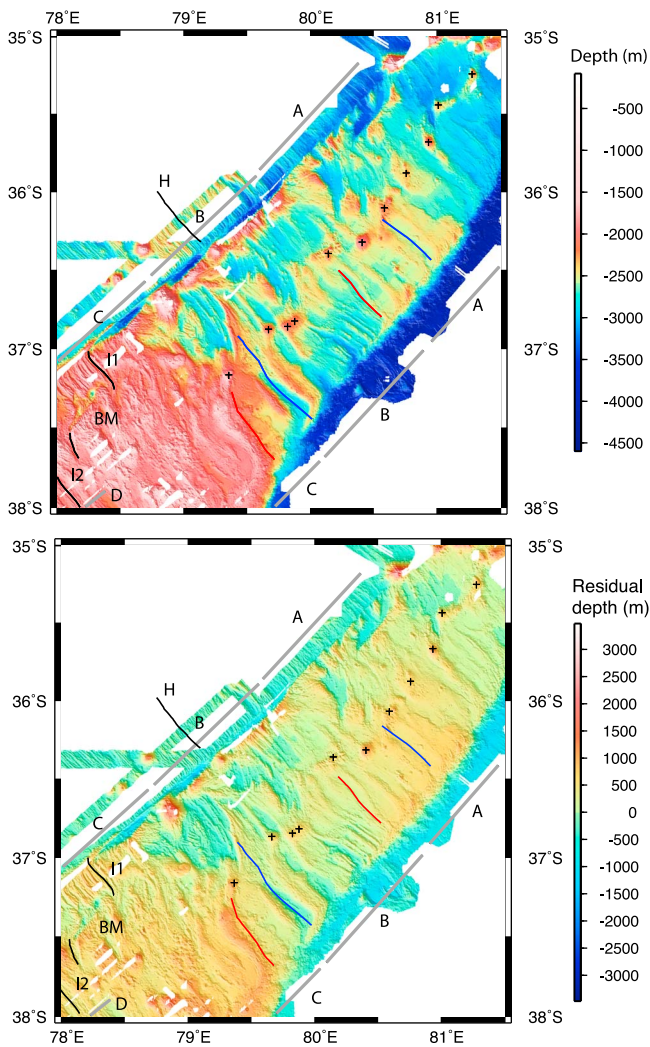 78˚E 79˚E 80˚E 81˚E
35˚S 35˚S
Depth (m)
A
-500
-1000
36˚S H 36˚S
-1500
B
-2000
-2500
C A
-3000
37˚S 37˚S
I1
-3500
B
BM
-4000
I2
C
-4500
D
38˚S 38˚S
35˚S 35˚S
Residual
depth (m)
A
3000
2500
36˚S H 36˚S
2000
B
1500
1000
500
C A
0
37˚S 37˚S
I1
-500
-1000
B
BM
-1500
-2000
I2
-2500
D C
-3000
38˚S 38˚S
78˚E 79˚E 80˚E 81˚E